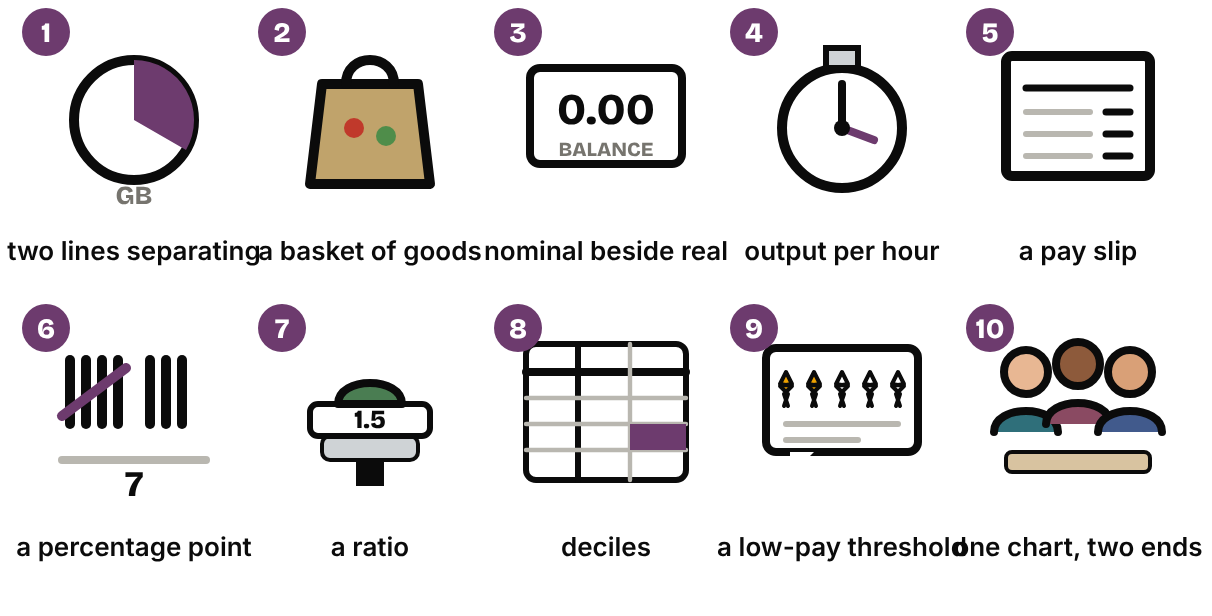 1
2
3
4
5
GB
0.00
BALANCE
two lines separating
a basket of goods
nominal beside real
output per hour
a pay slip
6
7
8
9
10
7
1.5
a percentage point
a ratio
deciles
a low-pay threshold
one chart, two ends